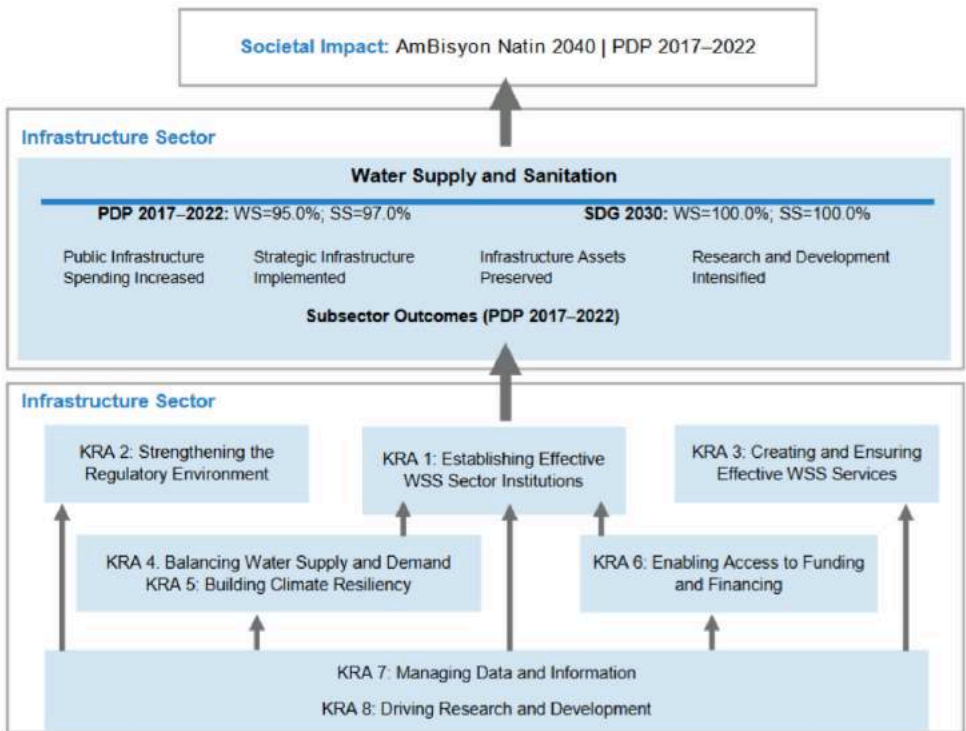 Societal Impact: AmBisyon Natin 2040 | PDP 2017–2022
Infrastructure Sector
Water Supply and Sanitation
PDP 2017–2022: WS=95.0%; SS=97.0%
SDG 2030: WS=100.0%; SS=100.0%
Public Infrastructure
Spending Increased
Strategic Infrastructure
Implemented
Infrastructure Assets
Preserved
Research and Development
Intensified
Subsector Outcomes (PDP 2017–2022)
Infrastructure Sector
KRA 2: Strengthening the
Regulatory Environment
KRA 1: Establishing Effective
WSS Sector Institutions
KRA 3: Creating and Ensuring
Effective WSS Services
KRA 4. Balancing Water Supply and Demand
KRA 5: Building Climate Resiliency
KRA 6: Enabling Access to Funding
and Financing
KRA 7: Managing Data and Information
KRA 8: Driving Research and Development